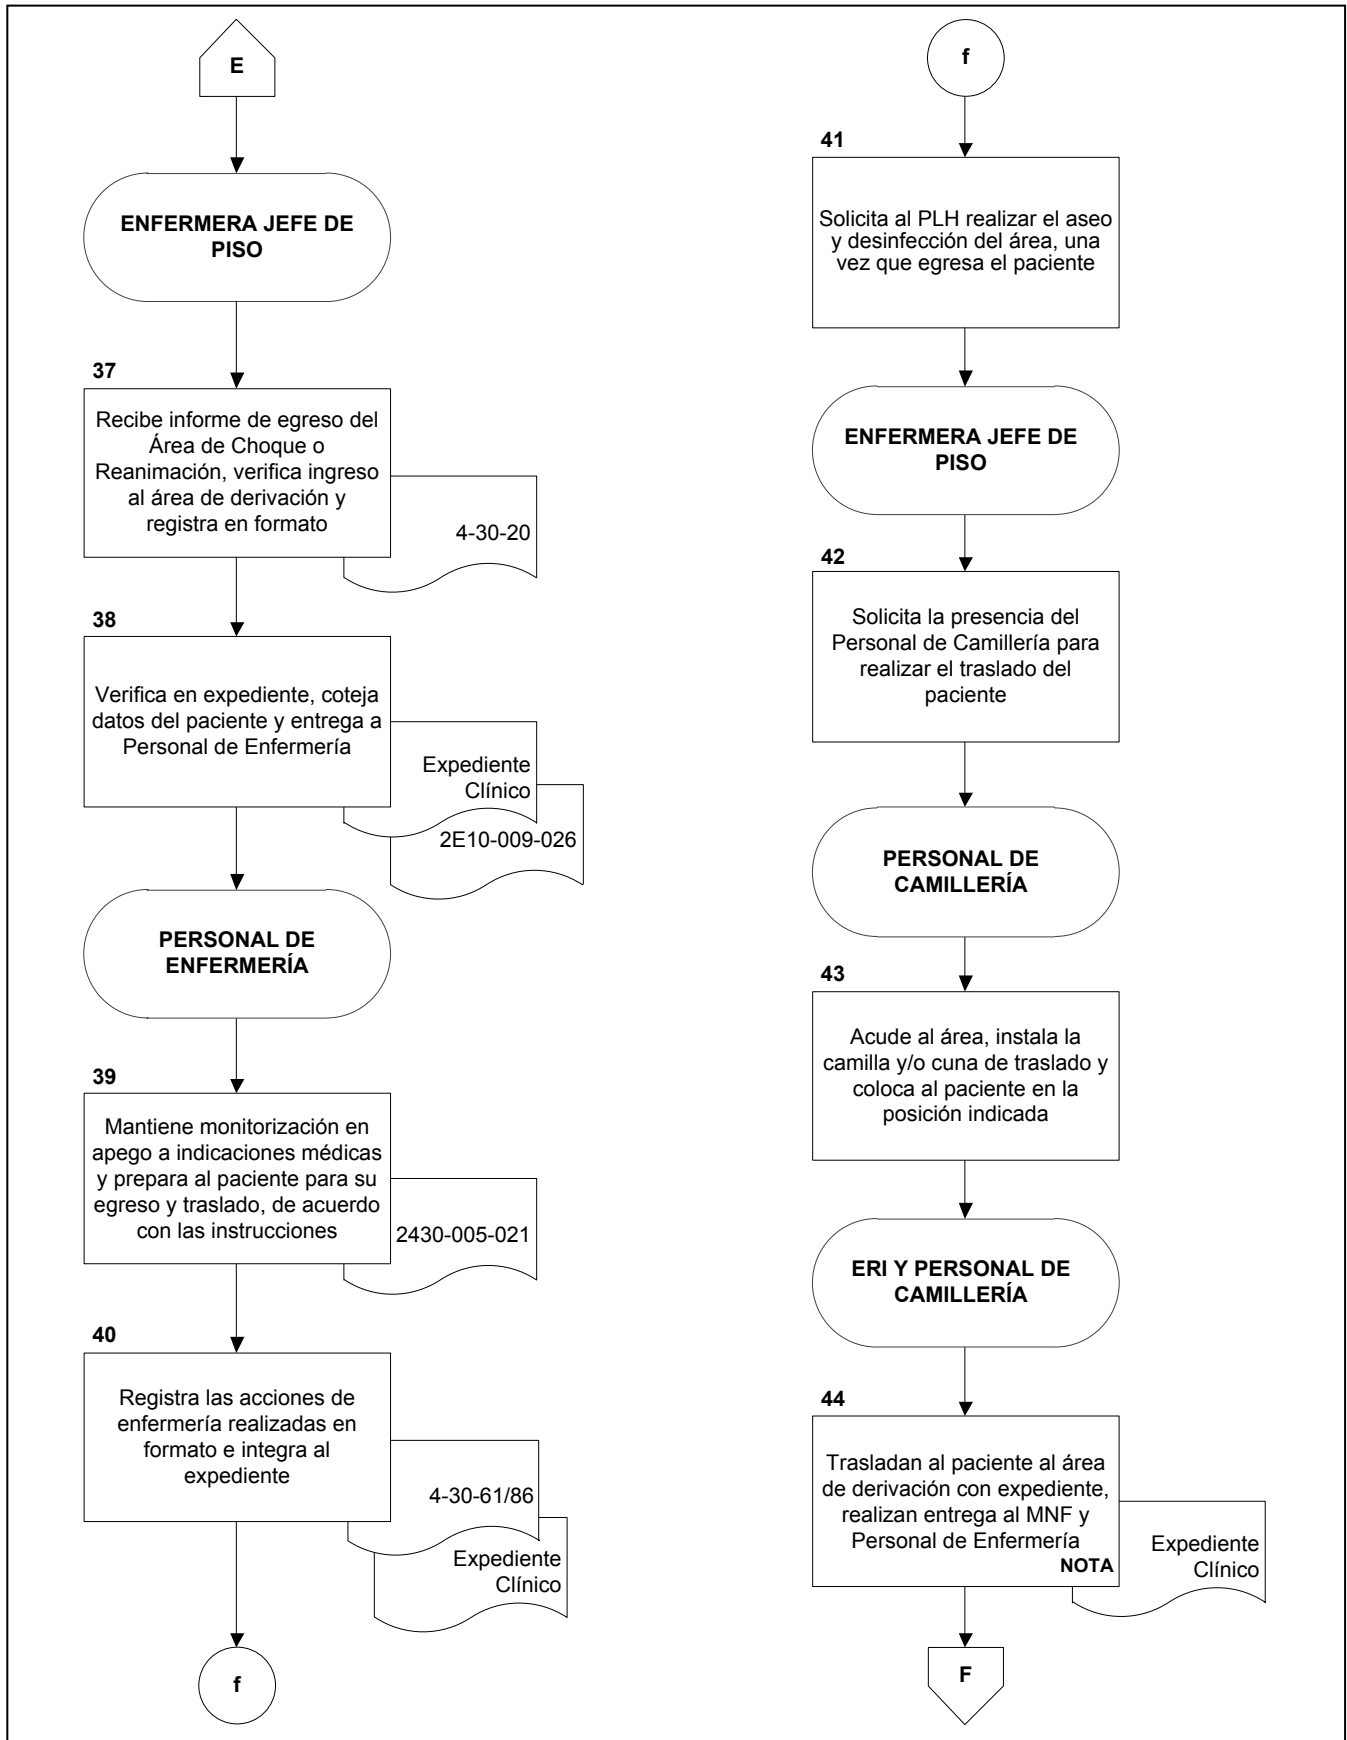 E
ENFERMERA JEFE DE
PISO
37
Recibe informe de egreso del
Área de Choque o
Reanimación, verifica ingreso
al área de derivación y
registra en formato
4-30-20
38
Verifica en expediente, coteja
datos del paciente y entrega a
Personal de Enfermería
Expediente
Clínico
2E10-009-026
PERSONAL DE
ENFERMERÍA
39
Mantiene monitorización en
apego a indicaciones médicas
y prepara al paciente para su
egreso y traslado, de acuerdo
con las instrucciones
2430-005-021
40
Registra las acciones de
enfermería realizadas en
formato e integra al
expediente
4-30-61/86
Expediente
Clínico
f
f
41
Solicita al PLH realizar el aseo
y desinfección del área, una
vez que egresa el paciente
ENFERMERA JEFE DE
PISO
42
Solicita la presencia del
Personal de Camillería para
realizar el traslado del
paciente
PERSONAL DE
CAMILLERÍA
43
Acude al área, instala la
camilla y/o cuna de traslado y
coloca al paciente en la
posición indicada
ERI Y PERSONAL DE
CAMILLERÍA
44
Trasladan al paciente al área
de derivación con expediente,
realizan entrega al MNF y
Personal de Enfermería
NOTA
Expediente
Clínico
F